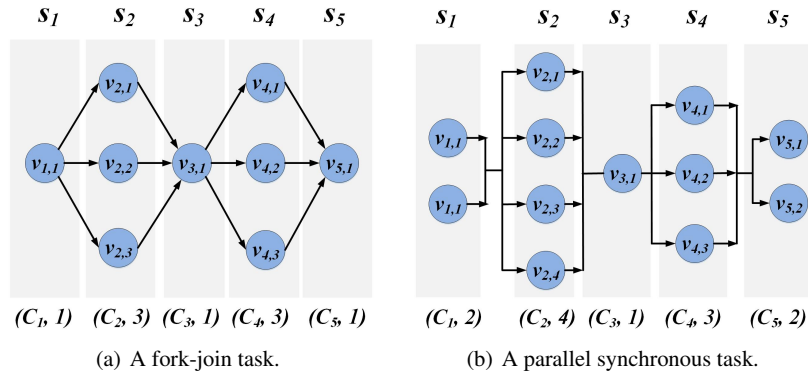 s1 s2 s3 s4 s5
v2,1
v4,1
v1,1 v2,2 v3,1 v4,2 v5,1
v2,3
v4,3
(C1, 1) (C2, 3) (C3, 1) (C4, 3) (C5, 1)
(a) A fork-join task.
s1 s2 s3 s4 s5
v2,1
v4,1
v1,1 v2,2 v5,1
v3,1 v4,2
v1,1 v2,3 v5,2
v4,3
v2,4
(C1, 2) (C2, 4) (C3, 1) (C4, 3) (C5, 2)
(b) A parallel synchronous task.